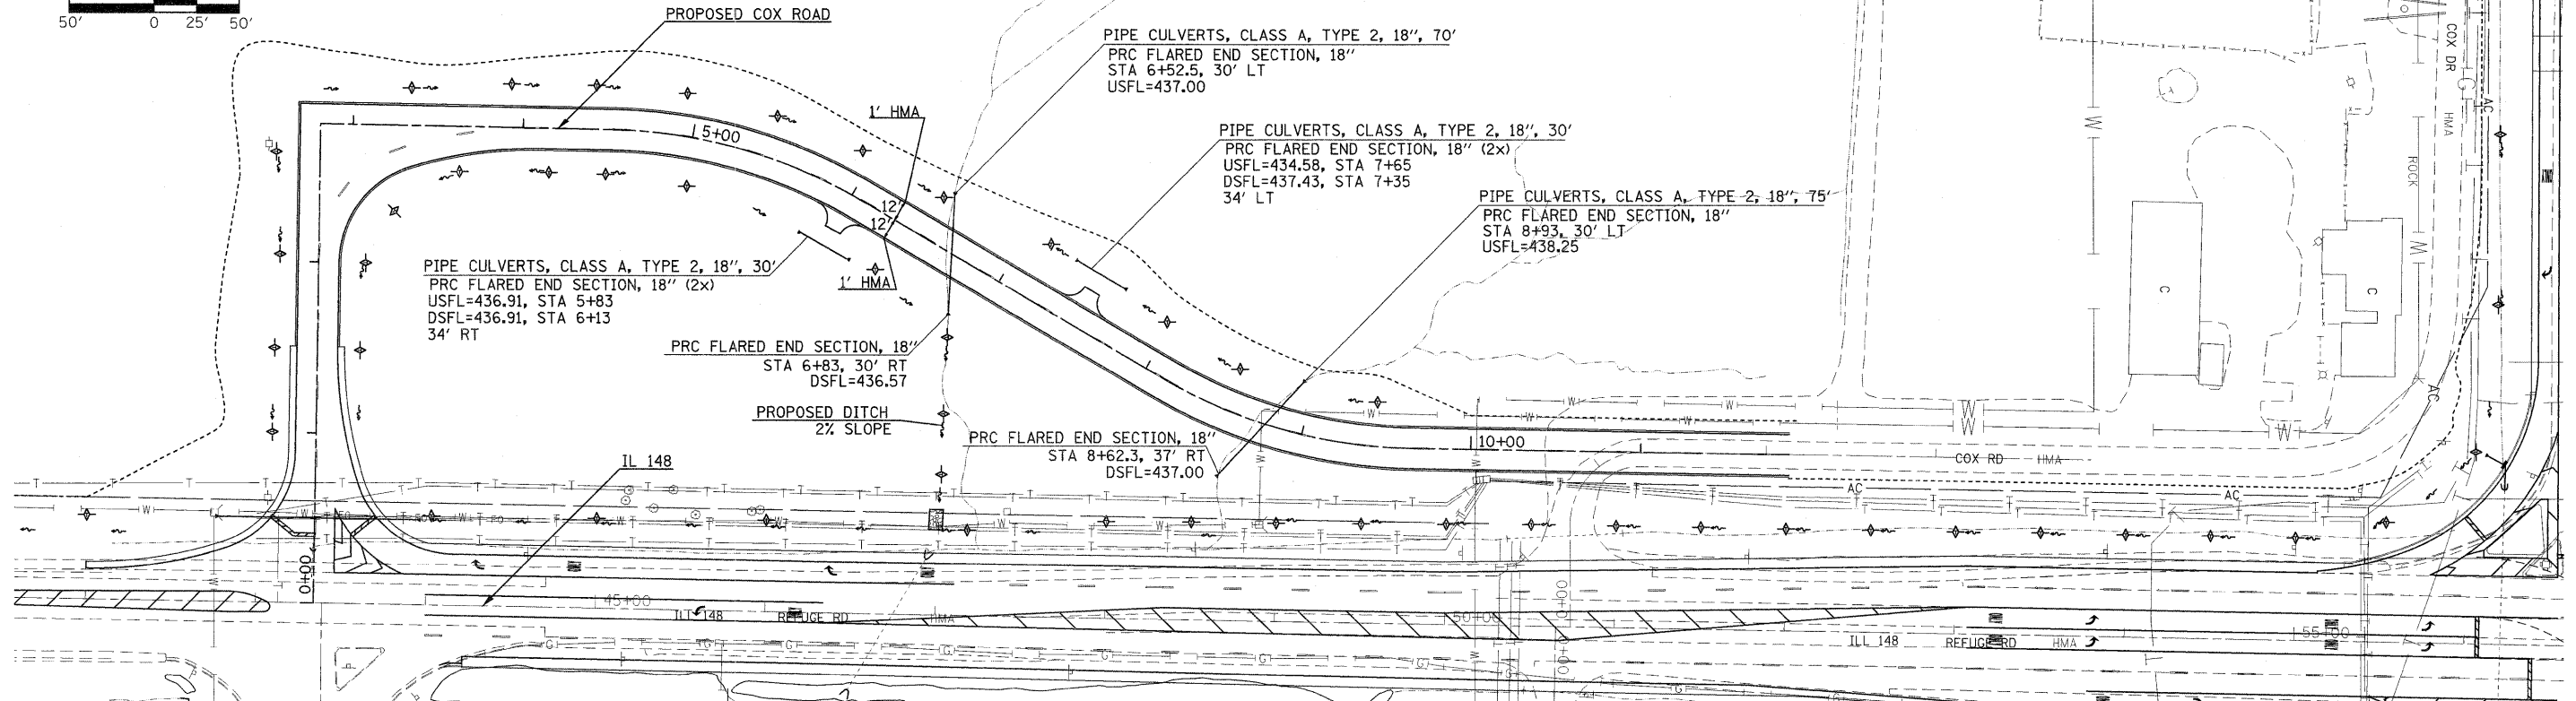 50' 0 25' 50'
PROPOSED COX ROAD
PIPE CULVERTS, CLASS A, TYPE 2, 18", 70'
PRC FLARED END SECTION, 18"
STA 6+52.5, 30' LT
USFL=437.00
1' HMA
5+00
12'
12'
1' HMA
PIPE CULVERTS, CLASS A, TYPE 2, 18", 30'
PRC FLARED END SECTION, 18" (2x)
USFL=434.58, STA 7+65
DSFL=437.43, STA 7+35
34' LT
PIPE CULVERTS, CLASS A, TYPE 2, 18", 75'
PRC FLARED END SECTION, 18"
STA 8+93, 30' LT
USFL=438.25
PIPE CULVERTS, CLASS A, TYPE 2, 18", 30'
PRC FLARED END SECTION, 18" (2x)
USFL=436.91, STA 5+83
DSFL=436.91, STA 6+13
34' RT
PRC FLARED END SECTION, 18"
STA 6+83, 30' RT
DSFL=436.57
PROPOSED DITCH
2% SLOPE
PRC FLARED END SECTION, 18"
STA 8+62.3, 37' RT
DSFL=437.00
10+00
COX RD HMA
COX DR
HMA
ROCK
AC
W
W
C
C
G
ONLY
AC
W
W
AC
AC
IL 148
0+00
45+00
ILL 148 REFUGE RD HMA
50+00
0+00
55+00
ILL 148 REFUGE RD HMA